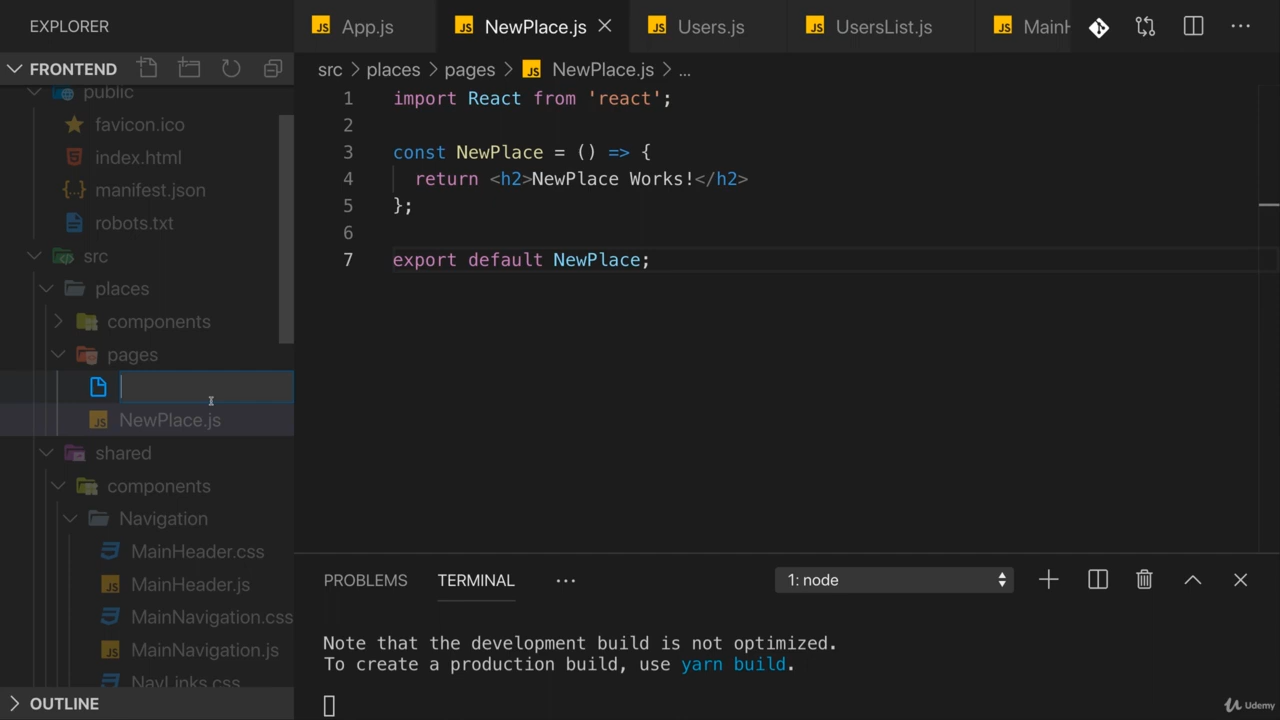 EXPLORER
App.js
NewPlace.js
Users.js
UsersList.js
MainH
FRONTEND
src > places > pages > JS NewPlace.js > ...
public
favicon.ico
index.html
manifest.json
robots.txt
src
places
components
pages
NewPlace.js
shared
components
Navigation
MainHeader.css
MainHeader.js
MainNavigation.css
MainNavigation.js
NavLinks.css
OUTLINE
1 import React from 'react';
2
3 const NewPlace = () => {
4 return <h2>NewPlace Works!</h2>
5 };
6
7 export default NewPlace;
PROBLEMS
TERMINAL
1: node
Note that the development build is not optimized.
To create a production build, use yarn build.
Udemy